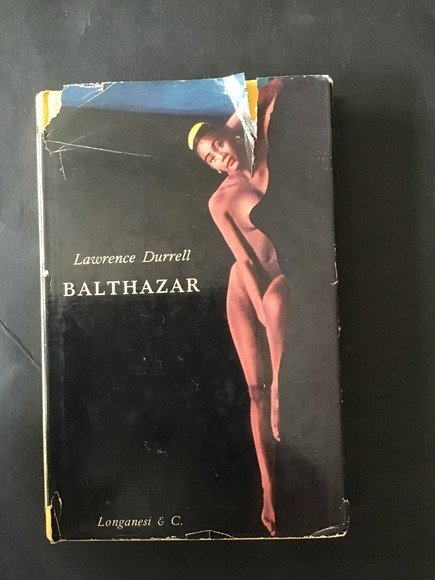 Lawrence Durrell
BALTHAZAR
Longanesi & C.